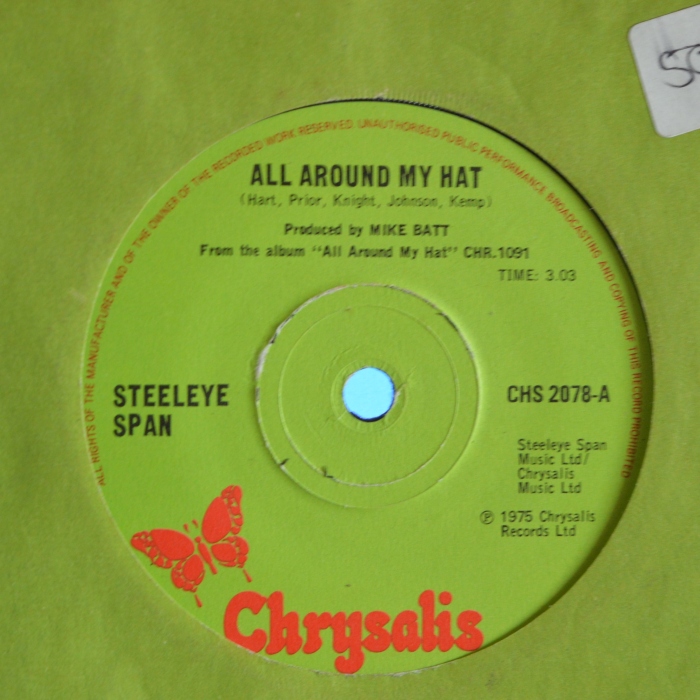 ALL RIGHTS OF THE MANUFACTURER AND OF THE OWNER OF THE RECORDED WORK RESERVED. UNAUTHORISED PUBLIC PERFORMANCE BROADCASTING AND COPYING OF THIS RECORD PROHIBITED
ALL AROUND MY HAT
(Hart, Prior, Knight, Johnson, Kemp)
Produced by MIKE BATT
From the album "All Around My Hat" CHR.1091
TIME: 3.03
STEELEYE
SPAN
CHS 2078-A
Steeleye Span
Music Ltd/
Chrysalis
Music Ltd
℗ 1975 Chrysalis
Records Ltd
Chrysalis